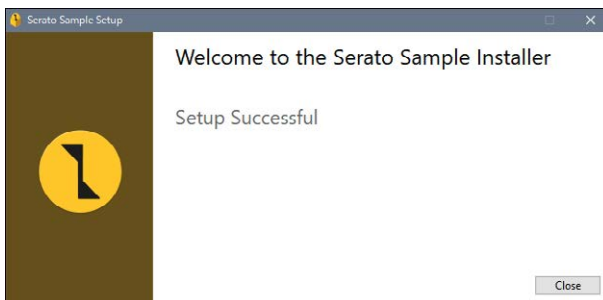 Serato Sample Setup
Welcome to the Serato Sample Installer
Setup Successful
Close